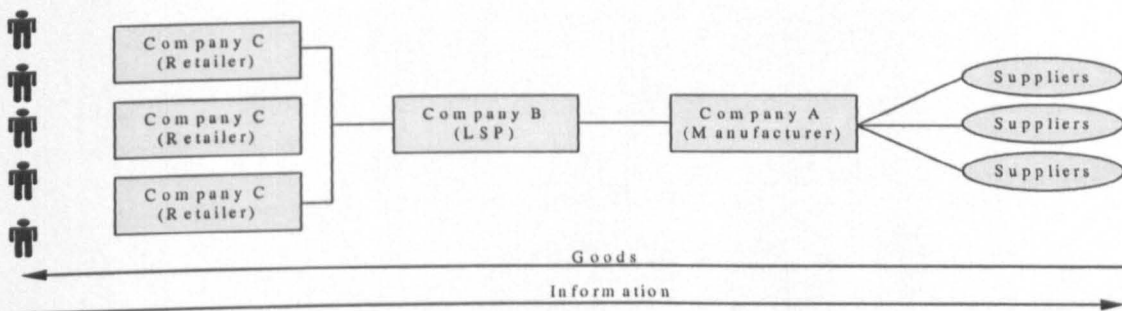 Company C
(Retailer)
Company C
(Retailer)
Company C
(Retailer)
Company B
(LSP)
Company A
(Manufacturer)
Suppliers
Suppliers
Suppliers
Goods
Information